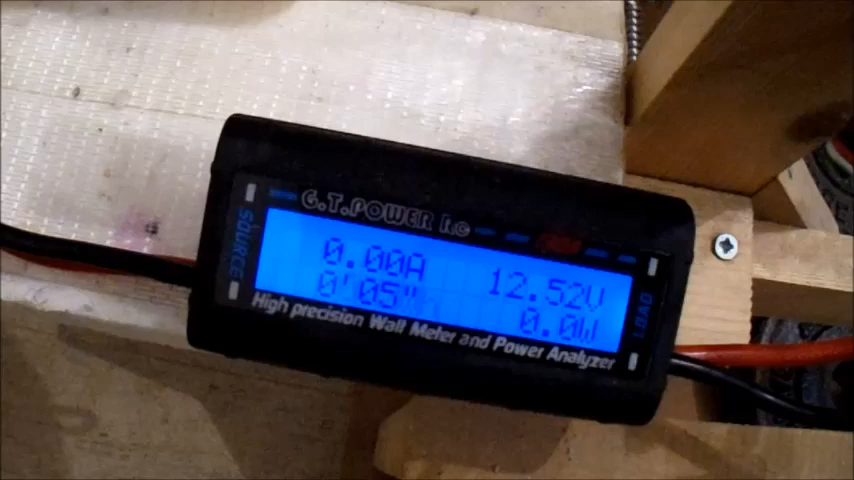 G.T.POWER RC
SOURCE
0.00A 12.52V
0'05" 0.0W
LOAD
High precision Wall Meter and Power Analyzer